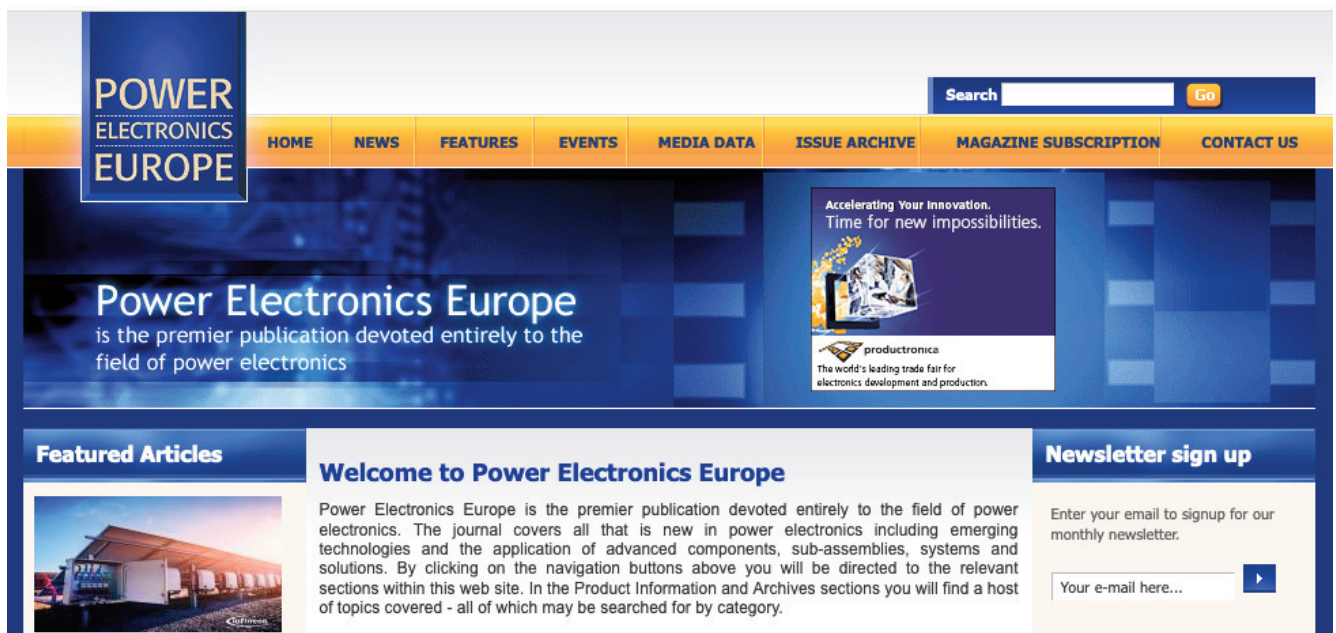 POWER
ELECTRONICS
EUROPE
Search
Go
HOME
NEWS
FEATURES
EVENTS
MEDIA DATA
ISSUE ARCHIVE
MAGAZINE SUBSCRIPTION
CONTACT US
Accelerating Your Innovation.
Time for new impossibilities.
productronica
The world's leading trade fair for
electronics development and production.
Power Electronics Europe
is the premier publication devoted entirely to the
field of power electronics
Featured Articles
infineon
Welcome to Power Electronics Europe
Power Electronics Europe is the premier publication devoted entirely to the field of power
electronics. The journal covers all that is new in power electronics including emerging
technologies and the application of advanced components, sub-assemblies, systems and
solutions. By clicking on the navigation buttons above you will be directed to the relevant
sections within this web site. In the Product Information and Archives sections you will find a host
of topics covered - all of which may be searched for by category.
Newsletter sign up
Enter your email to signup for our
monthly newsletter.
Your e-mail here...